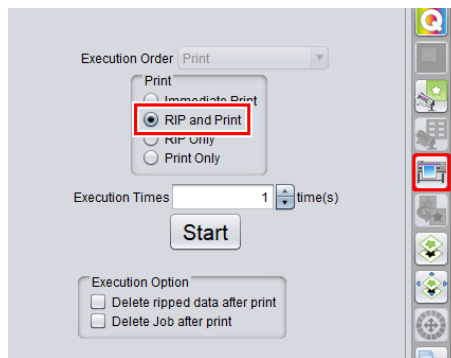 Execution Order Print
Print
Immediate Print
RIP and Print
RIP Only
Print Only
Execution Times 1 time(s)
Start
Execution Option
Delete ripped data after print
Delete Job after print